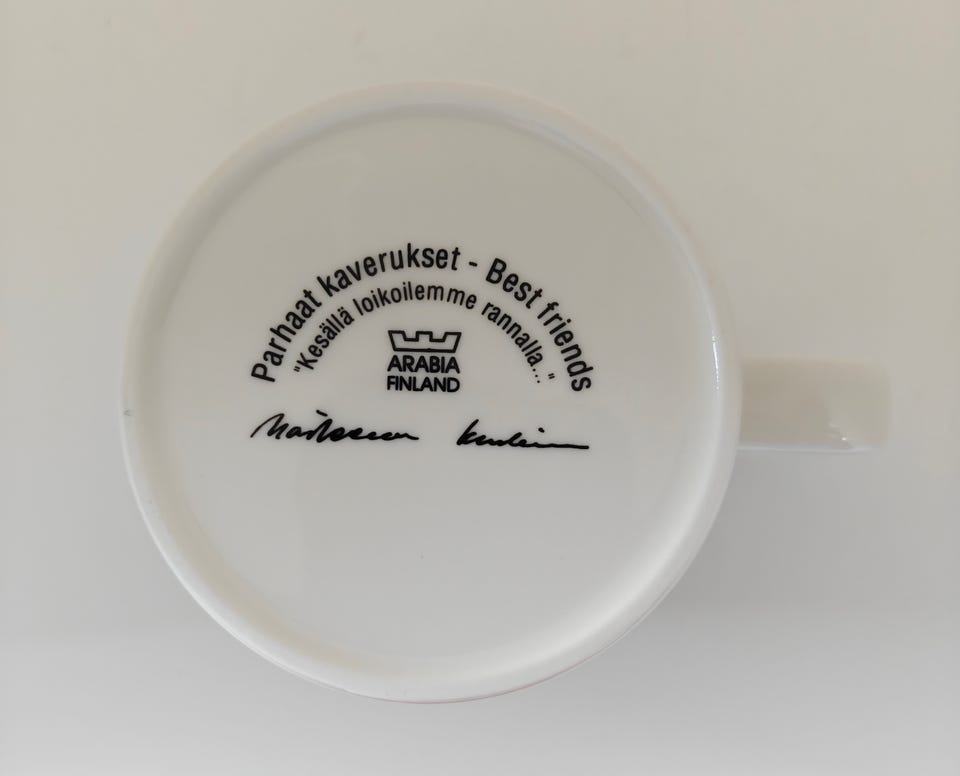 Parhaat kaverukset - Best friends
"Kesällä loikoilemme rannalla..."
ARABIA
FINLAND